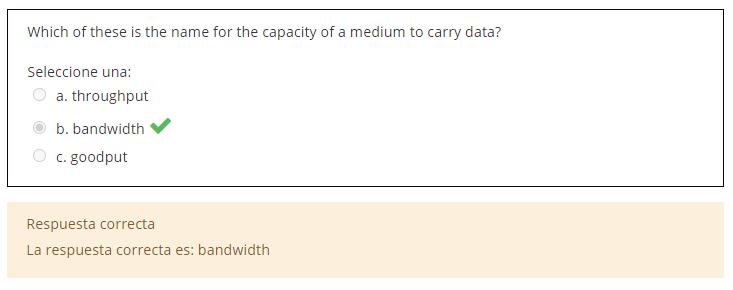 Which of these is the name for the capacity of a medium to carry data?
Seleccione una:
a. throughput
b. bandwidth
c. goodput
Respuesta correcta
La respuesta correcta es: bandwidth